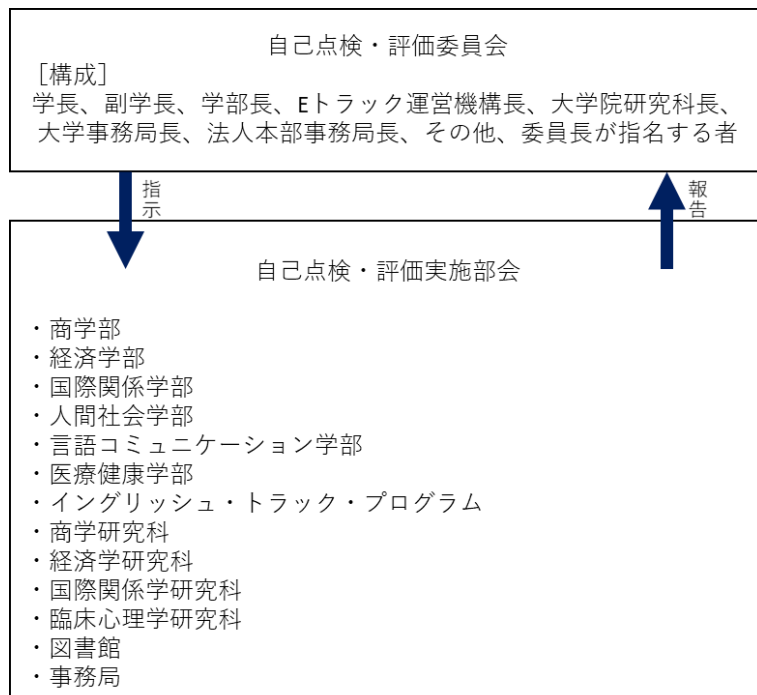 自己点検・評価委員会
［構成］
学長、副学長、学部長、Eトラック運営機構長、大学院研究科長、
大学事務局長、法人本部事務局長、その他、委員長が指名する者
指示
報告
自己点検・評価実施部会
・商学部
・経済学部
・国際関係学部
・人間社会学部
・言語コミュニケーション学部
・医療健康学部
・イングリッシュ・トラック・プログラム
・商学研究科
・経済学研究科
・国際関係学研究科
・臨床心理学研究科
・図書館
・事務局